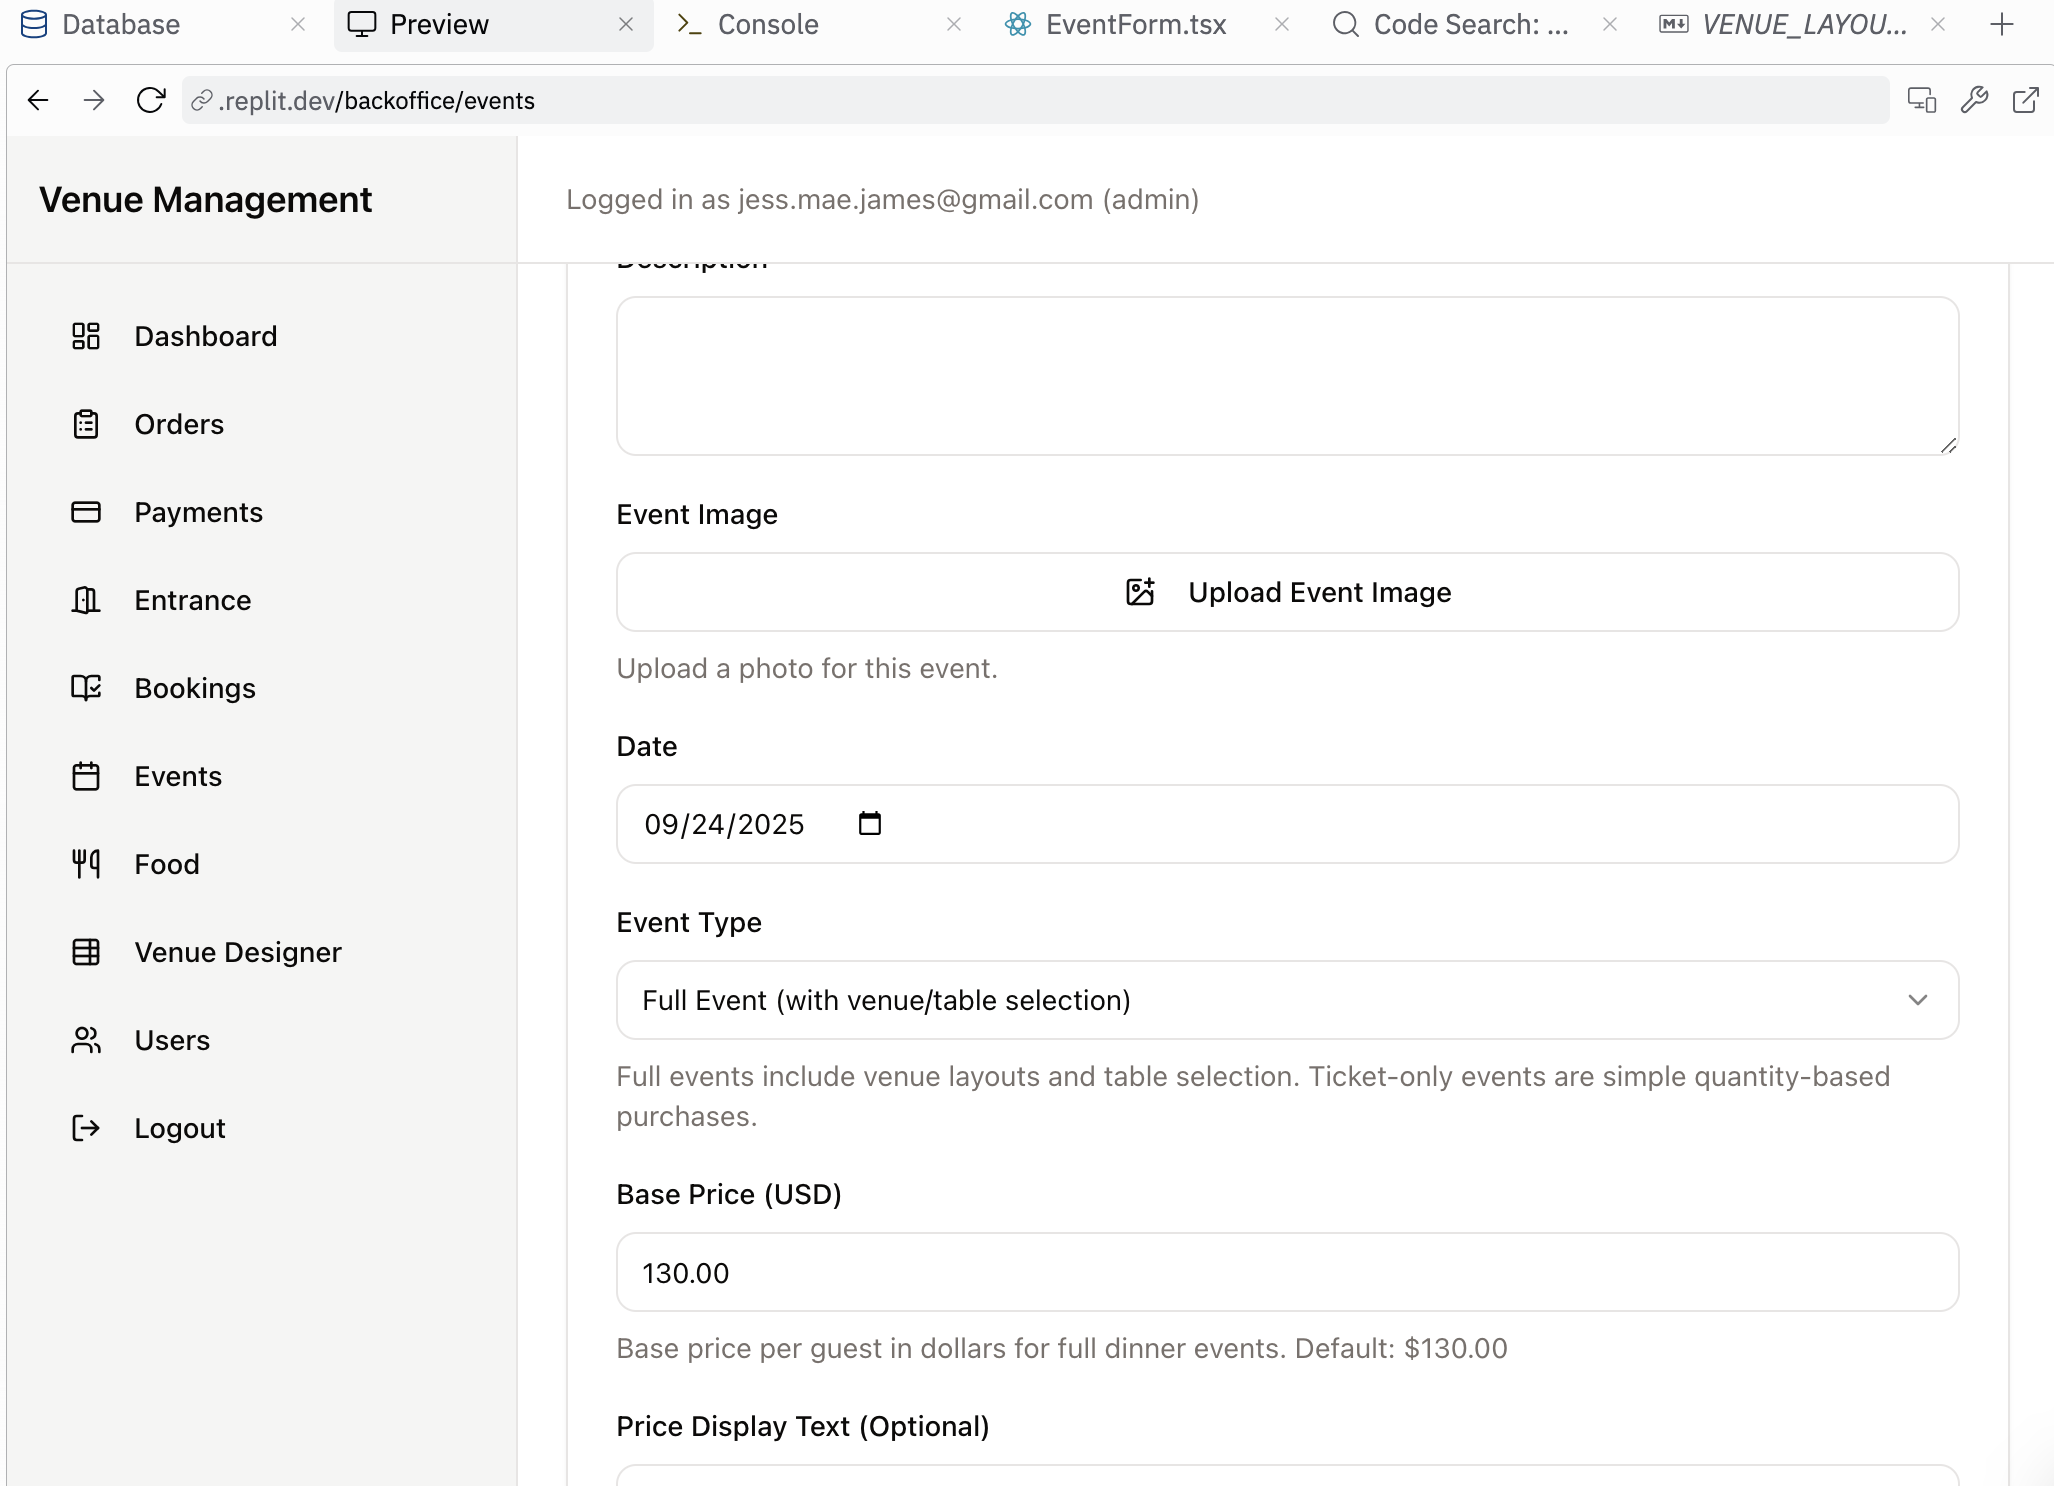 Database
Preview
Console
EventForm.tsx
Code Search: ...
VENUE_LAYOU...
.replit.dev/backoffice/events
Venue Management
Logged in as jess.mae.james@gmail.com (admin)
Dashboard
Orders
Payments
Entrance
Bookings
Events
Food
Venue Designer
Users
Logout
Description
Event Image
Upload Event Image
Upload a photo for this event.
Date
09/24/2025
Event Type
Full Event (with venue/table selection)
Full events include venue layouts and table selection. Ticket-only events are simple quantity-based
purchases.
Base Price (USD)
130.00
Base price per guest in dollars for full dinner events. Default: $130.00
Price Display Text (Optional)